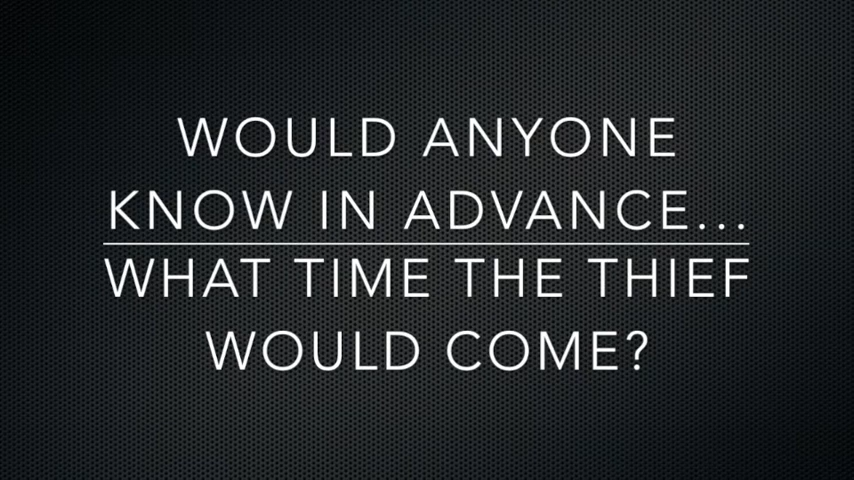 WOULD ANYONE
KNOW IN ADVANCE...
WHAT TIME THE THIEF
WOULD COME?